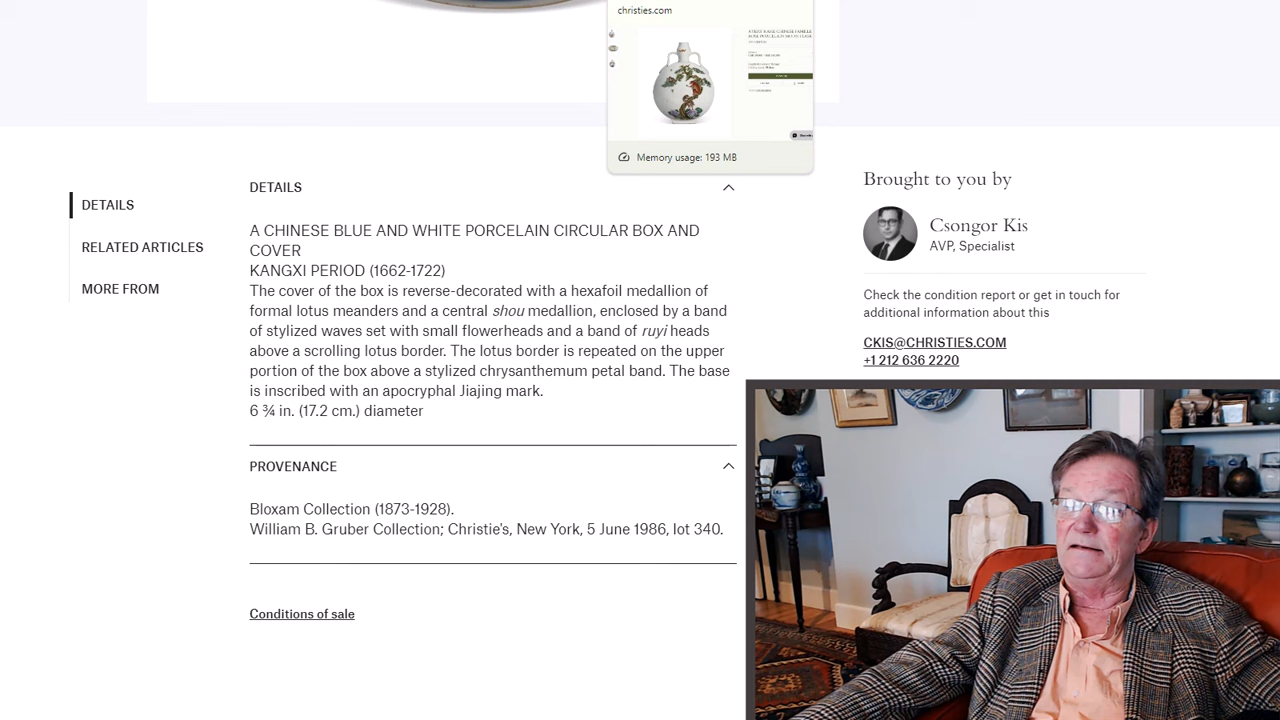 christies.com
Memory usage: 193 MB
DETAILS
RELATED ARTICLES
MORE FROM
DETAILS
A CHINESE BLUE AND WHITE PORCELAIN CIRCULAR BOX AND
COVER
KANGXI PERIOD (1662-1722)
The cover of the box is reverse-decorated with a hexafoil medallion of
formal lotus meanders and a central shou medallion, enclosed by a band
of stylized waves set with small flowerheads and a band of ruyi heads
above a scrolling lotus border. The lotus border is repeated on the upper
portion of the box above a stylized chrysanthemum petal band. The base
is inscribed with an apocryphal Jiajing mark.
6 ¾ in. (17.2 cm.) diameter
PROVENANCE
Bloxam Collection (1873-1928).
William B. Gruber Collection; Christie's, New York, 5 June 1986, lot 340.
Conditions of sale
Brought to you by
Csongor Kis
AVP, Specialist
Check the condition report or get in touch for
additional information about this
CKIS@CHRISTIES.COM
+1 212 636 2220